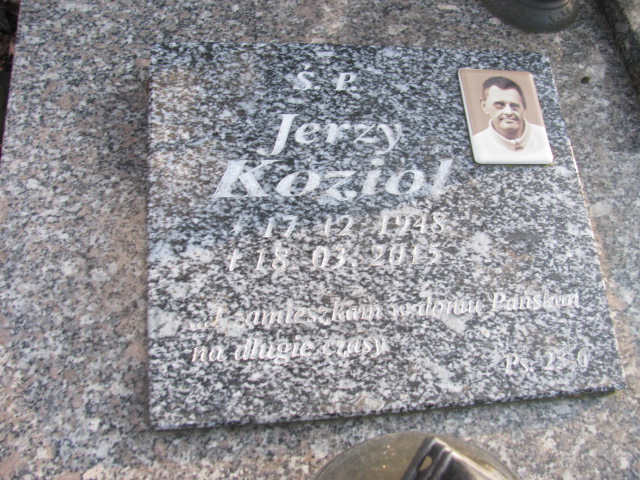 Ś. P.
Jerzy
Kozioł
* 17. 12. 1948
† 18. 03. 2015
„...I zamieszkam w domu Pańskim
na długie czasy
Ps. 23 6